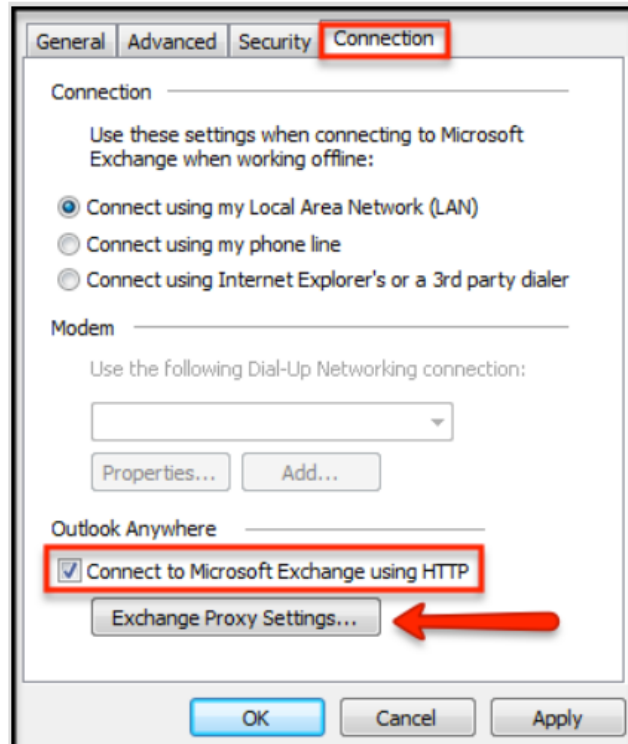 General Advanced Security Connection
Connection
Use these settings when connecting to Microsoft
Exchange when working offline:
Connect using my Local Area Network (LAN)
Connect using my phone line
Connect using Internet Explorer's or a 3rd party dialer
Modem
Use the following Dial-Up Networking connection:
Properties... Add...
Outlook Anywhere
Connect to Microsoft Exchange using HTTP
Exchange Proxy Settings...
OK Cancel Apply